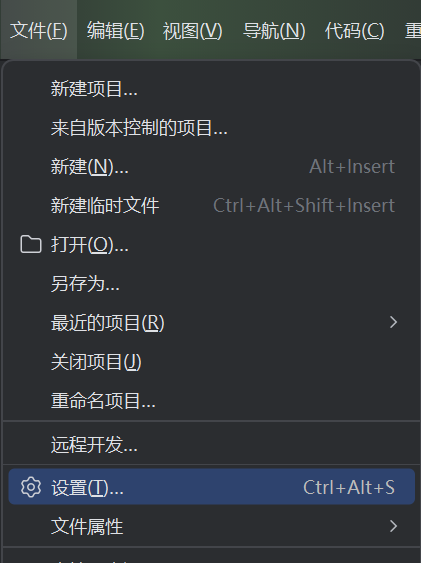 文件(F) 编辑(E) 视图(V) 导航(N) 代码(C) 重
新建项目...
来自版本控制的项目...
新建(N)... Alt+Insert
新建临时文件 Ctrl+Alt+Shift+Insert
打开(O)...
另存为...
最近的项目(R)
关闭项目(J)
重命名项目...
远程开发...
设置(T)... Ctrl+Alt+S
文件属性